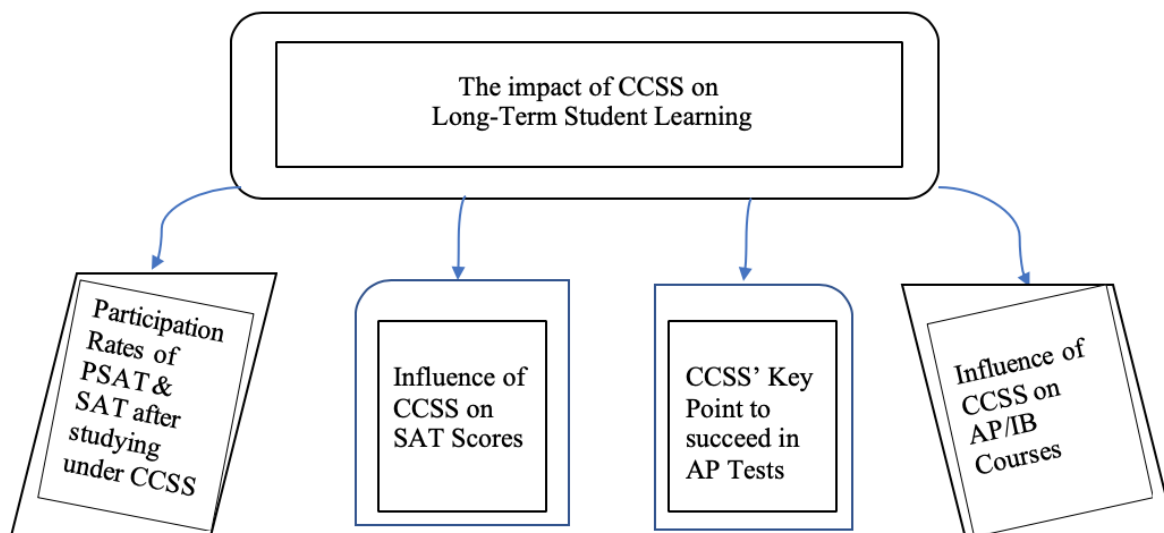 The impact of CCSS on
Long-Term Student Learning
Participation
Rates of
PSAT &
SAT after
studying
under CCSS
Influence of
CCSS on
SAT Scores
CCSS’ Key
Point to
succeed in
AP Tests
Influence of
CCSS on
AP/IB
Courses